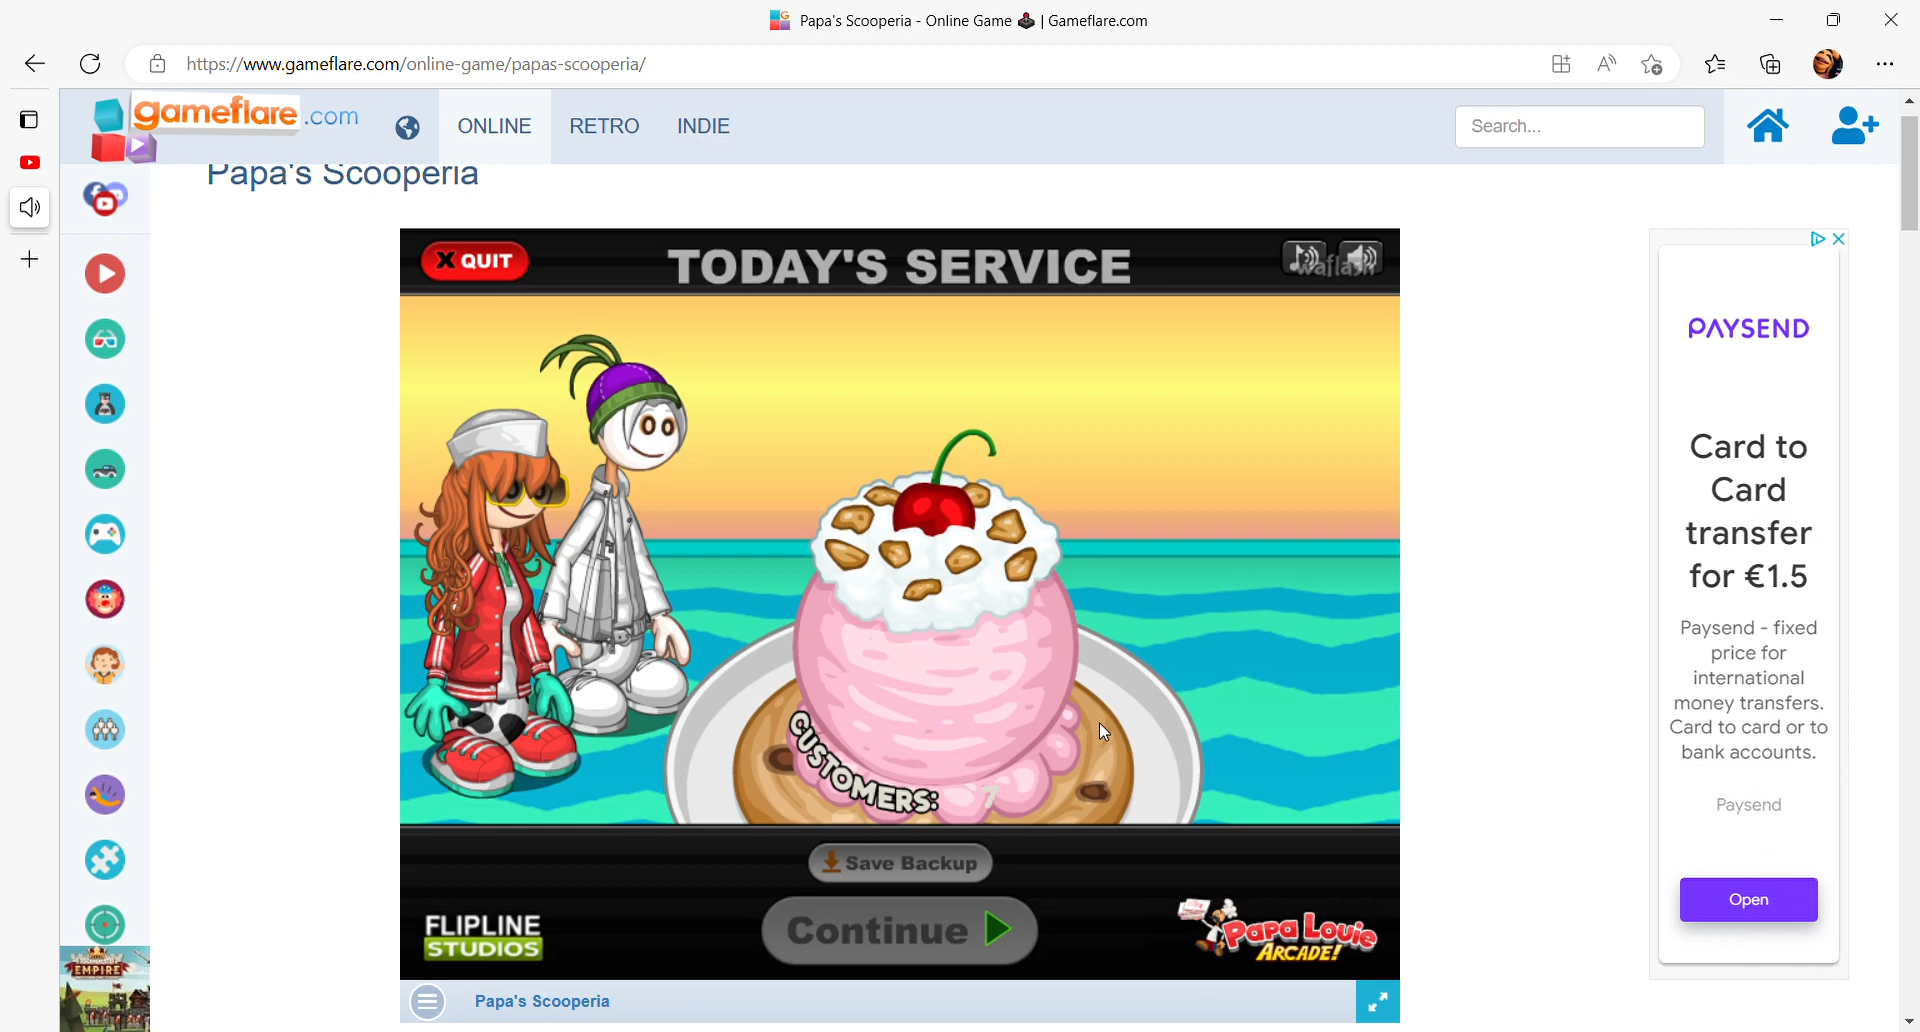 Papa's Scooperia - Online Game | Gameflare.com
https://www.gameflare.com/online-game/papas-scooperia/
gameflare.com
ONLINE
RETRO
INDIE
Search...
Papa's Scooperia
X QUIT
TODAY'S SERVICE
waflash
CUSTOMERS: 7
Save Backup
Continue
FLIPLINE
STUDIOS
Papa Louie
ARCADE!
Papa's Scooperia
EMPIRE
PAYSEND
Card to
Card
transfer
for €1.5
Paysend - fixed
price for
international
money transfers.
Card to card or to
bank accounts.
Paysend
Open